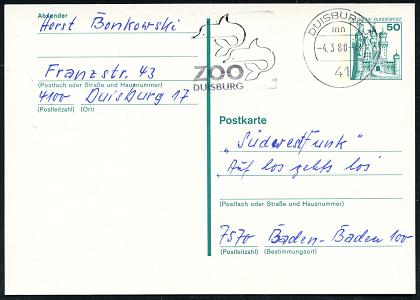 Absender
Horst Bonkowski
Franzstr. 43
(Postfach oder Straße und Hausnummer)
4100 Duisburg 17
(Postleitzahl) (Ort)
ZOO
DUISBURG
DUISBURG
mn
-4.3.80
41
DEUTSCHE BUNDESPOST
50
Postkarte
„Südwestfunk"
„Auf los gehts los"
(Postfach oder Straße und Hausnummer)
7570 Baden-Baden 100
(Postleitzahl) (Bestimmungsort)